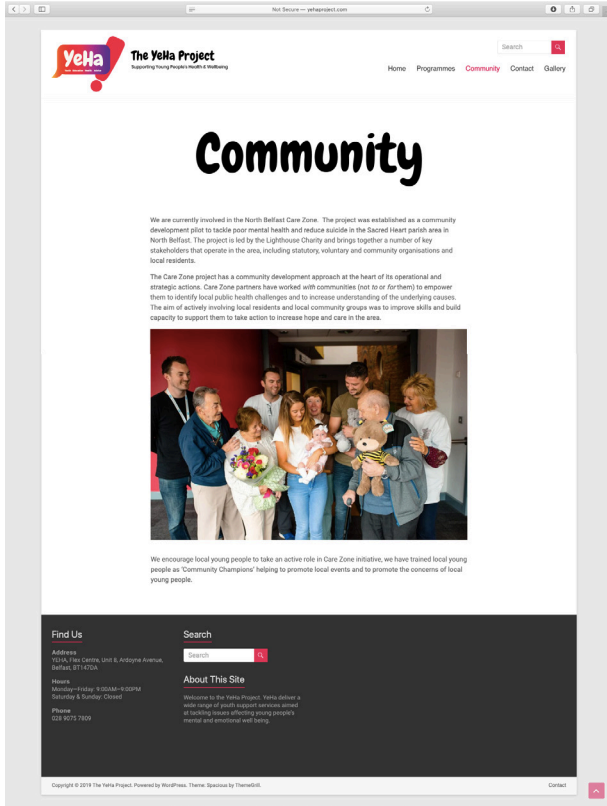 Not Secure — yehaproject.com
YeHa
The YeHa Project
Supporting Young People's Health & Wellbeing
Search
Home Programmes Community Contact Gallery
Community
We are currently involved in the North Belfast Care Zone. The project was established as a community
development pilot to tackle poor mental health and reduce suicide in the Sacred Heart parish area in
North Belfast. The project is led by the Lighthouse Charity and brings together a number of key
stakeholders that operate in the area, including statutory, voluntary and community organisations and
local residents.
The Care Zone project has a community development approach at the heart of its operational and
strategic actions. Care Zone partners have worked with communities (not to or for them) to empower
them to identify local public health challenges and to increase understanding of the underlying causes.
The aim of actively involving local residents and local community groups was to improve skills and build
capacity to support them to take action to increase hope and care in the area.
We encourage local young people to take an active role in Care Zone initiative, we have trained local young
people as 'Community Champions' helping to promote local events and to promote the concerns of local
young people.
Find Us
Address
YEHA, Flex Centre, Unit 8, Ardoyne Avenue,
Belfast, BT147DA
Hours
Monday—Friday: 9:00AM–9:00PM
Saturday & Sunday: Closed
Phone
028 9075 7809
Search
Search
About This Site
Welcome to the YeHa Project. YeHa deliver a
wide range of youth support services aimed
at tackling issues affecting young people's
mental and emotional well being.
Copyright © 2019 The YeHa Project. Powered by WordPress. Theme: Spacious by ThemeGrill.
Contact